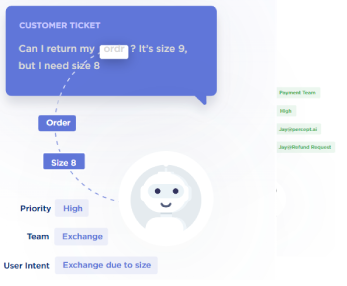 CUSTOMER TICKET
Can I return my ordr ? It's size 9,
but I need size 8
Order
Size 8
Priority High
Team Exchange
User Intent Exchange due to size
Payment Team
High
Jay@percept.ai
Jay@Refund Request